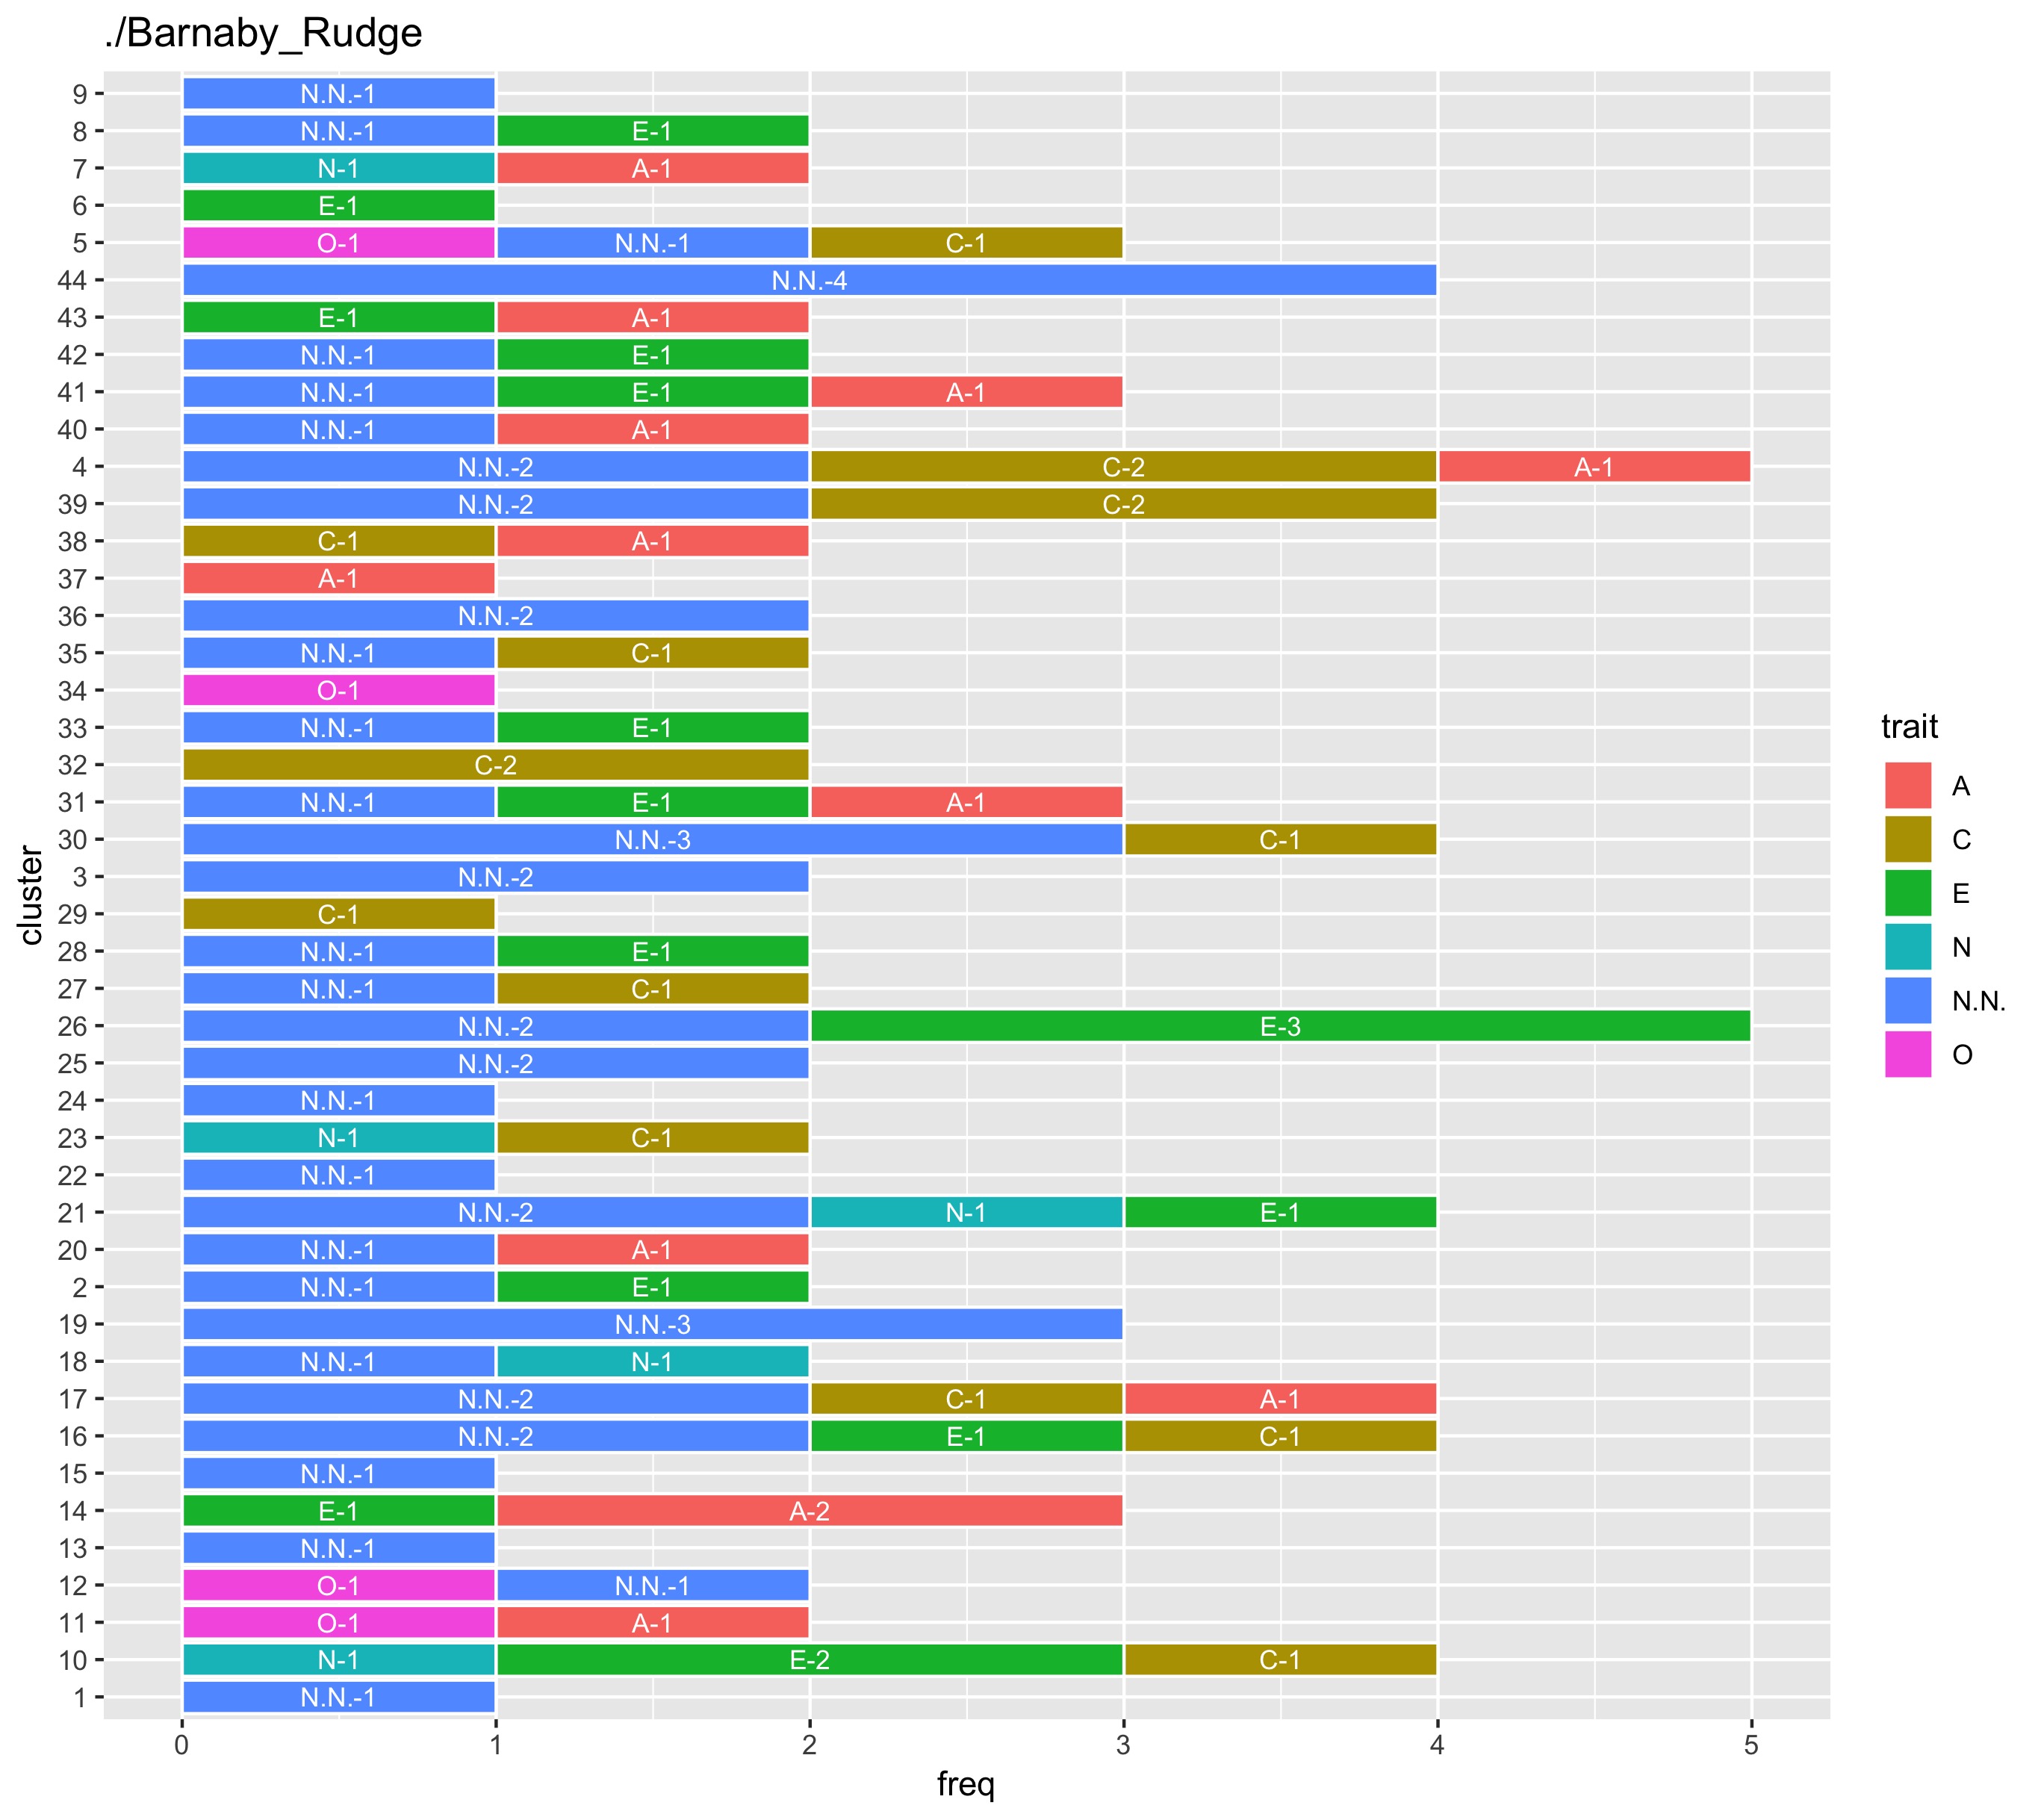 ./Barnaby_Rudge
9 N.N.-1
8 N.N.-1 E-1
7 N-1 A-1
6 E-1
5 O-1 N.N.-1 C-1
44 N.N.-4
43 E-1 A-1
42 N.N.-1 E-1
41 N.N.-1 E-1 A-1
40 N.N.-1 A-1
4 N.N.-2 C-2 A-1
39 N.N.-2 C-2
38 C-1 A-1
37 A-1
36 N.N.-2
35 N.N.-1 C-1
34 O-1
33 N.N.-1 E-1
32 C-2
31 N.N.-1 E-1 A-1
30 N.N.-3 C-1
3 N.N.-2
29 C-1
28 N.N.-1 E-1
27 N.N.-1 C-1
26 N.N.-2 E-3
25 N.N.-2
24 N.N.-1
23 N-1 C-1
22 N.N.-1
21 N.N.-2 N-1 E-1
20 N.N.-1 A-1
2 N.N.-1 E-1
19 N.N.-3
18 N.N.-1 N-1
17 N.N.-2 C-1 A-1
16 N.N.-2 E-1 C-1
15 N.N.-1
14 E-1 A-2
13 N.N.-1
12 O-1 N.N.-1
11 O-1 A-1
10 N-1 E-2 C-1
1 N.N.-1
0 1 2 3 4 5
freq
cluster
trait
A
C
E
N
N.N.
O